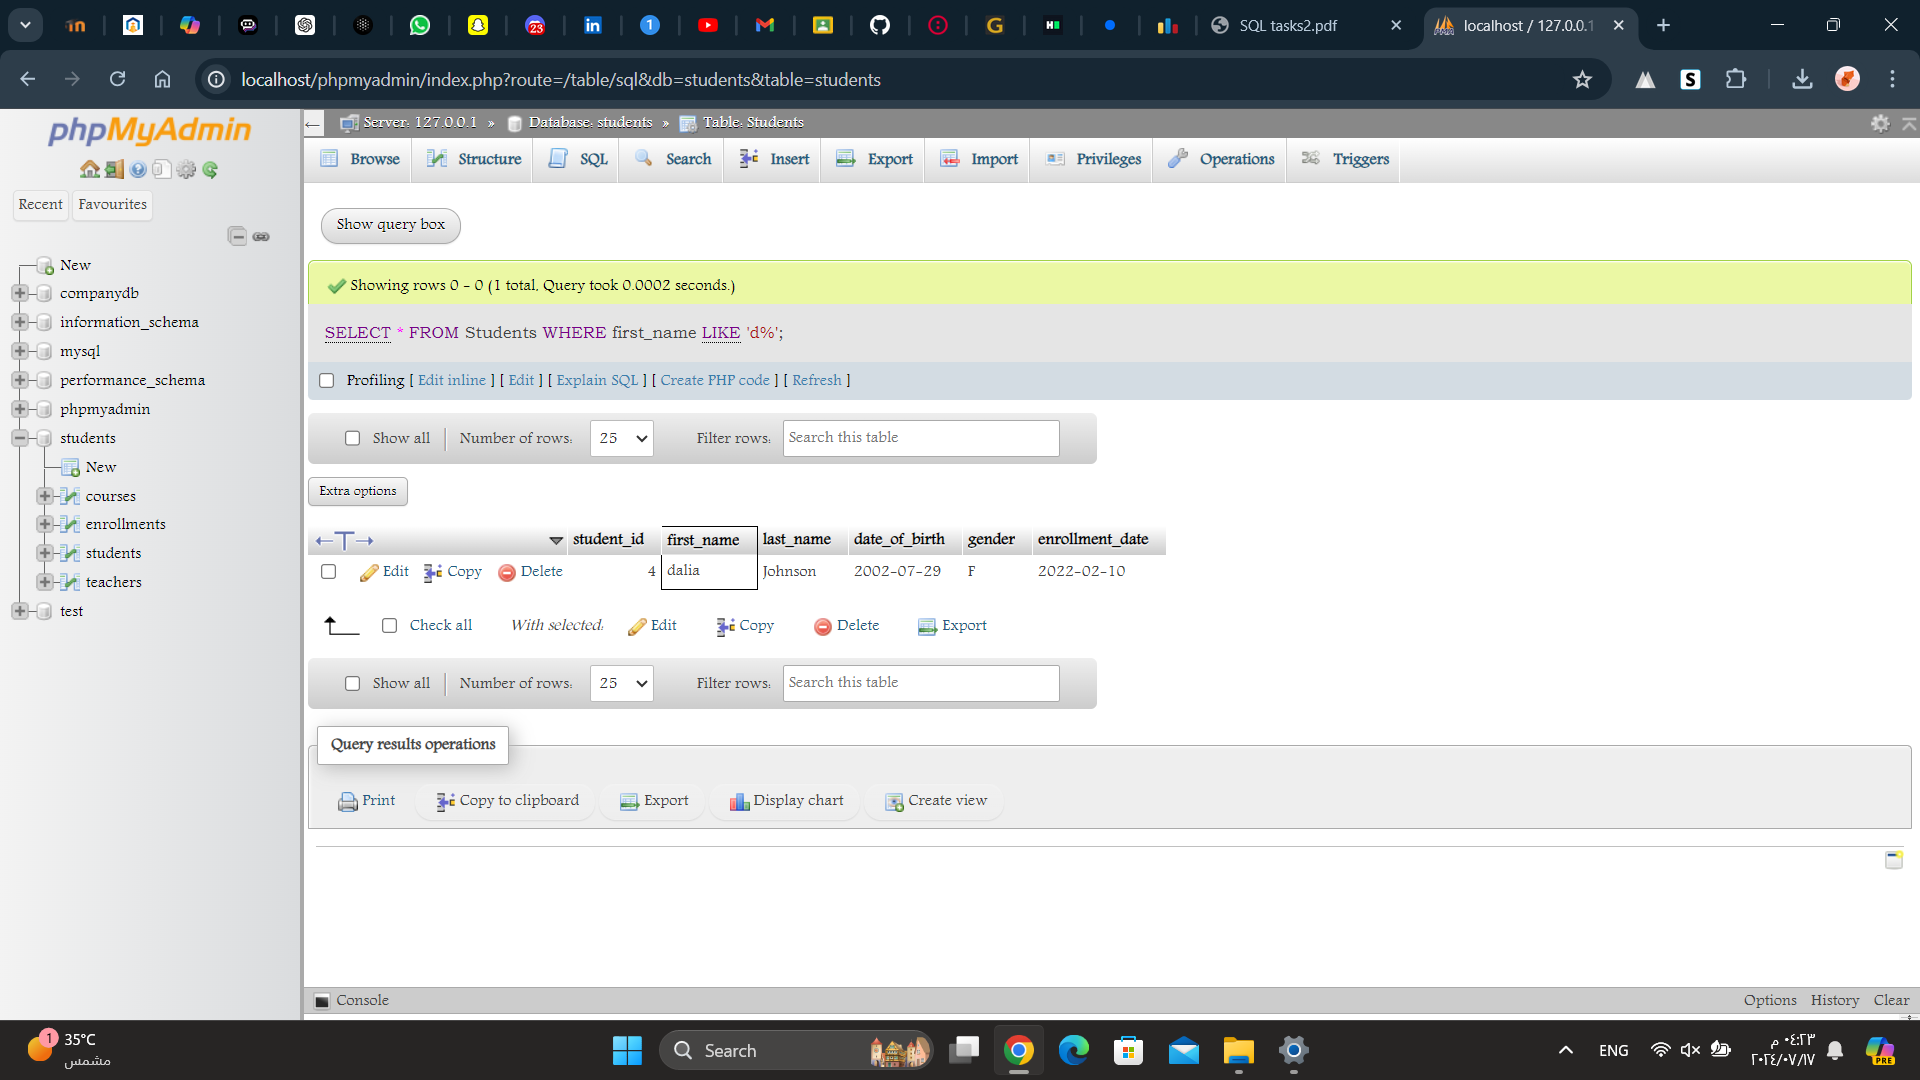 23
1
SQL tasks2.pdf
localhost / 127.0.0.1
localhost/phpmyadmin/index.php?route=/table/sql&db=students&table=students
phpMyAdmin
Recent
Favourites
New
companydb
information_schema
mysql
performance_schema
phpmyadmin
students
New
courses
enrollments
students
teachers
test
Server: 127.0.0.1 » Database: students » Table: Students
Browse Structure SQL Search Insert Export Import Privileges Operations Triggers
Show query box
Showing rows 0 - 0 (1 total, Query took 0.0002 seconds.)
SELECT * FROM Students WHERE first_name LIKE 'd%';
Profiling [ Edit inline ] [ Edit ] [ Explain SQL ] [ Create PHP code ] [ Refresh ]
Show all Number of rows: 25 Filter rows: Search this table
Extra options
←T→ student_id first_name last_name date_of_birth gender enrollment_date
Edit Copy Delete 4 dalia Johnson 2002-07-29 F 2022-02-10
Check all With selected: Edit Copy Delete Export
Show all Number of rows: 25 Filter rows: Search this table
Query results operations
Print Copy to clipboard Export Display chart Create view
Console
Options History Clear
1
35°C
مشمس
Search
ENG
٠٤:٢٣ م
٢٠٢٤/٠٧/١٧
PRE